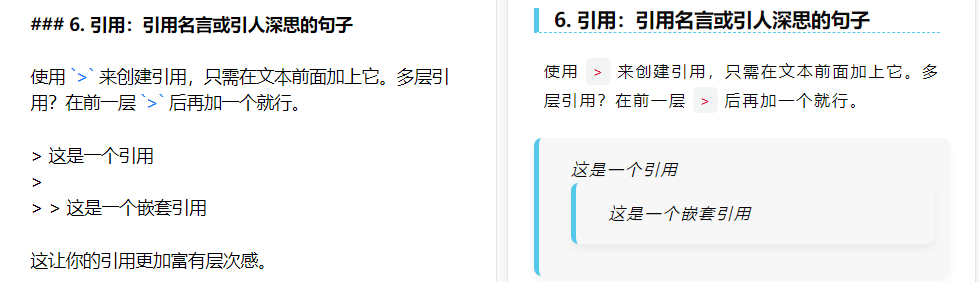 ### 6. 引用：引用名言或引人深思的句子
使用 `>` 来创建引用，只需在文本前面加上它。多层引
用？在前一层 `>` 后再加一个就行。
> 这是一个引用
>
> > 这是一个嵌套引用
这让你的引用更加富有层次感。
6. 引用：引用名言或引人深思的句子
使用 > 来创建引用，只需在文本前面加上它。多
层引用？在前一层 > 后再加一个就行。
这是一个引用
这是一个嵌套引用